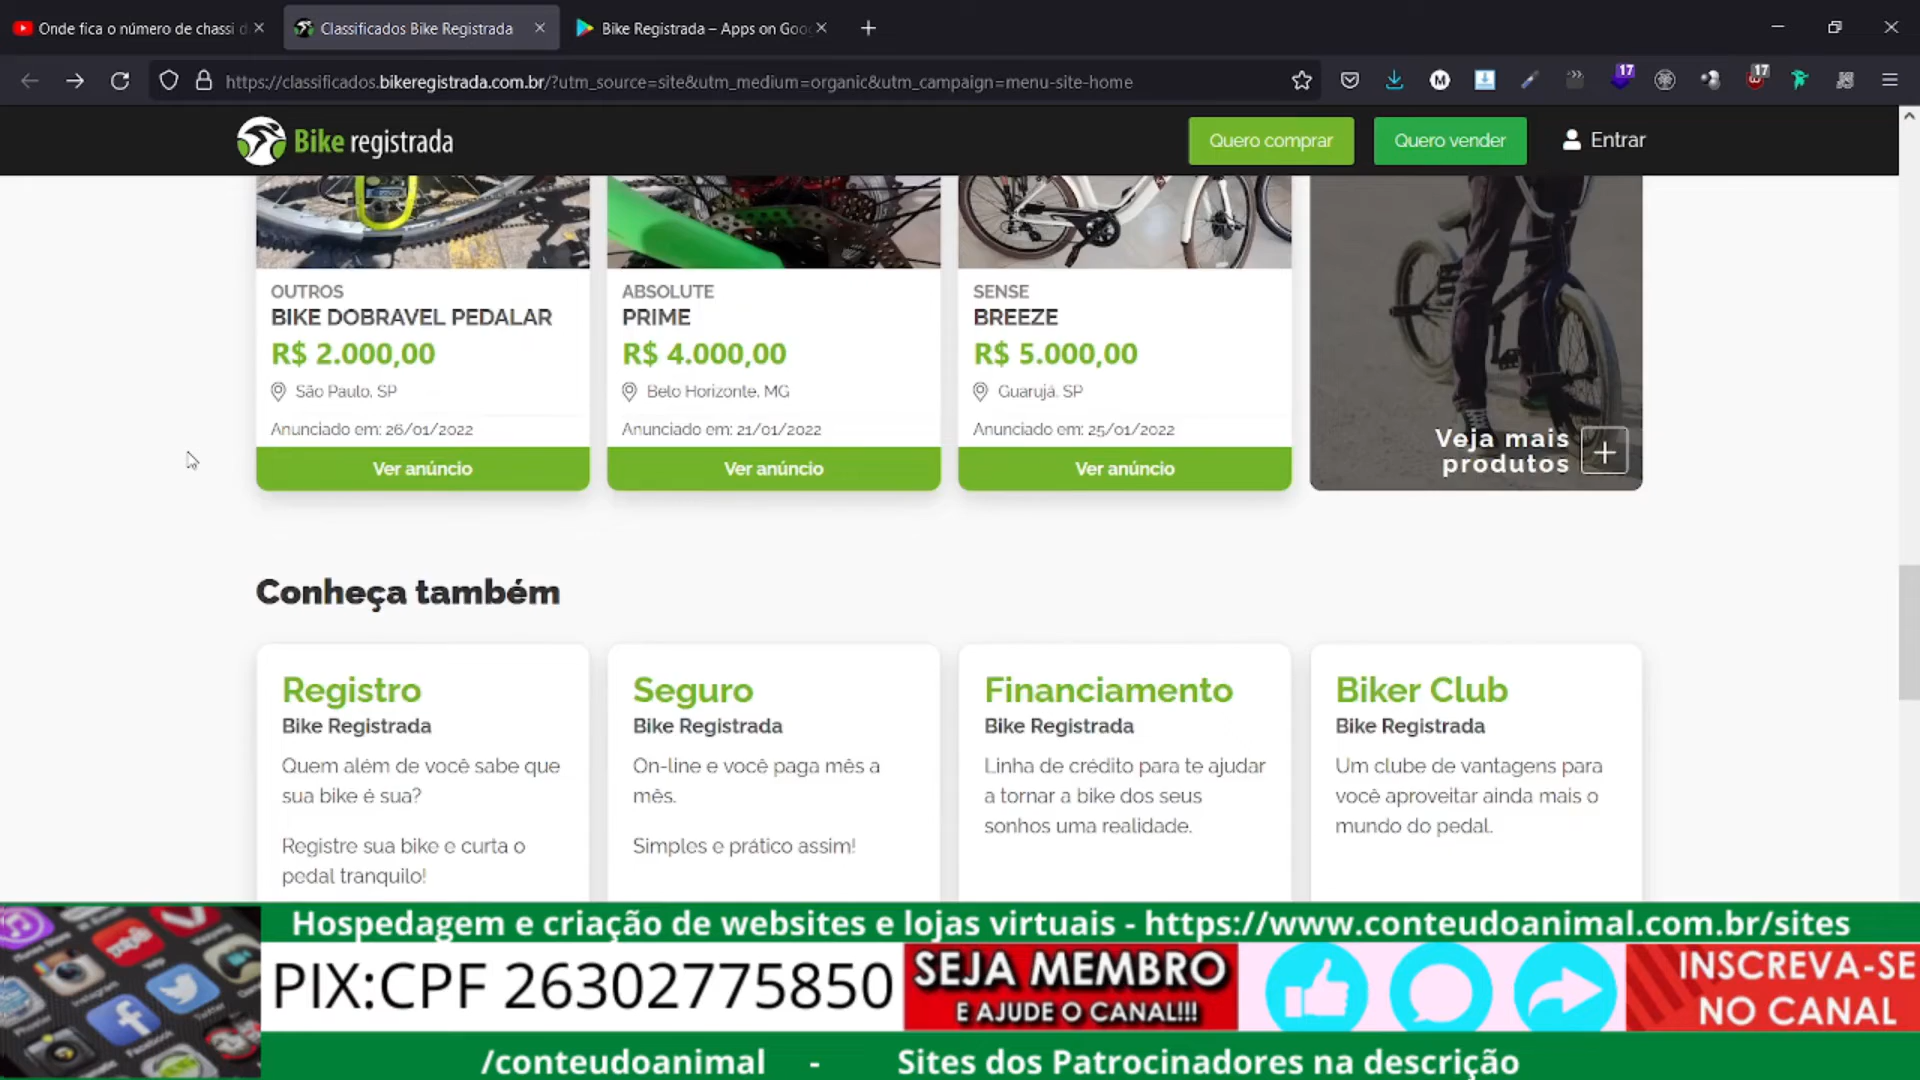 Onde fica o número de chassi d
Classificados Bike Registrada
Bike Registrada – Apps on Goo
https://classificados.bikeregistrada.com.br/?utm_source=site&utm_medium=organic&utm_campaign=menu-site-home
17
17
Bike registrada
Quero comprar
Quero vender
Entrar
OUTROS
BIKE DOBRAVEL PEDALAR
R$ 2.000,00
São Paulo, SP
Anunciado em: 26/01/2022
Ver anúncio
ABSOLUTE
PRIME
R$ 4.000,00
Belo Horizonte, MG
Anunciado em: 21/01/2022
Ver anúncio
SENSE
BREEZE
R$ 5.000,00
Guarujá, SP
Anunciado em: 25/01/2022
Ver anúncio
Veja mais
produtos
Conheça também
Registro
Bike Registrada
Quem além de você sabe que
sua bike é sua?
Registre sua bike e curta o
pedal tranquilo!
Seguro
Bike Registrada
On-line e você paga mês a
mês.
Simples e prático assim!
Financiamento
Bike Registrada
Linha de crédito para te ajudar
a tornar a bike dos seus
sonhos uma realidade.
Biker Club
Bike Registrada
Um clube de vantagens para
você aproveitar ainda mais o
mundo do pedal.
Hospedagem e criação de websites e lojas virtuais - https://www.conteudoanimal.com.br/sites
PIX:CPF 26302775850
SEJA MEMBRO
E AJUDE O CANAL!!!
INSCREVA-SE
NO CANAL
/conteudoanimal - Sites dos Patrocinadores na descrição